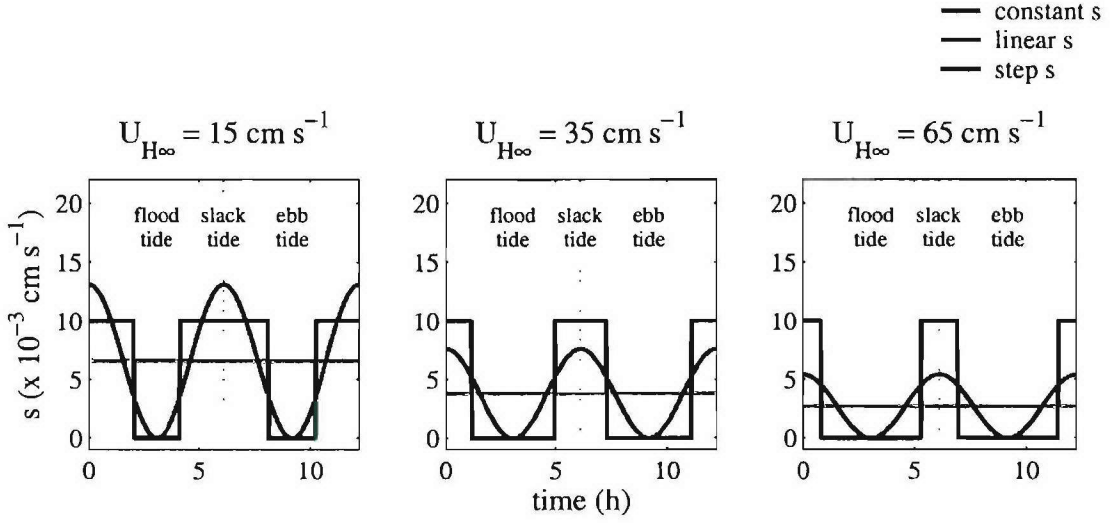 constant s
linear s
step s
U_H∞ = 15 cm s⁻¹
U_H∞ = 35 cm s⁻¹
U_H∞ = 65 cm s⁻¹
s (x 10⁻³ cm s⁻¹)
20
15
10
5
0
flood tide
slack tide
ebb tide
0
5
10
20
15
10
5
0
flood tide
slack tide
ebb tide
0
5
10
20
15
10
5
0
flood tide
slack tide
ebb tide
0
5
10
time (h)